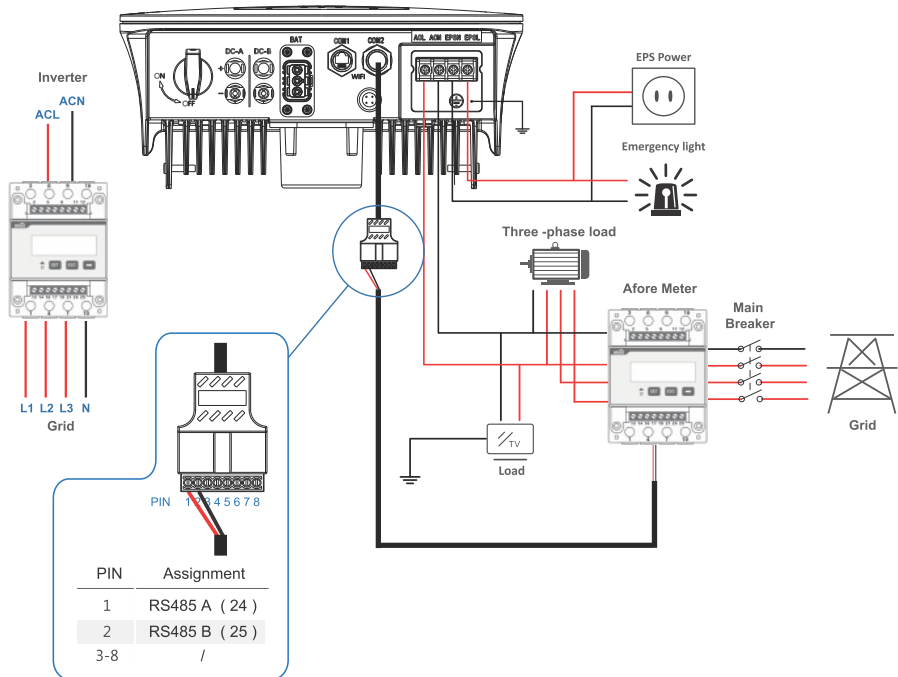 ACL ACN EPSN EPSL
BAT
COM1 COM2
DC-A DC-B
WIFI
ON
OFF
+
−
EPS Power
Inverter
ACN
ACL
Emergency light
Three -phase load
Afore Meter
Main
Breaker
L1 L2 L3 N
Grid
Grid
TV
Load
PIN 1 2 3 4 5 6 7 8
PIN Assignment
1 RS485 A ( 24 )
2 RS485 B ( 25 )
3-8 /